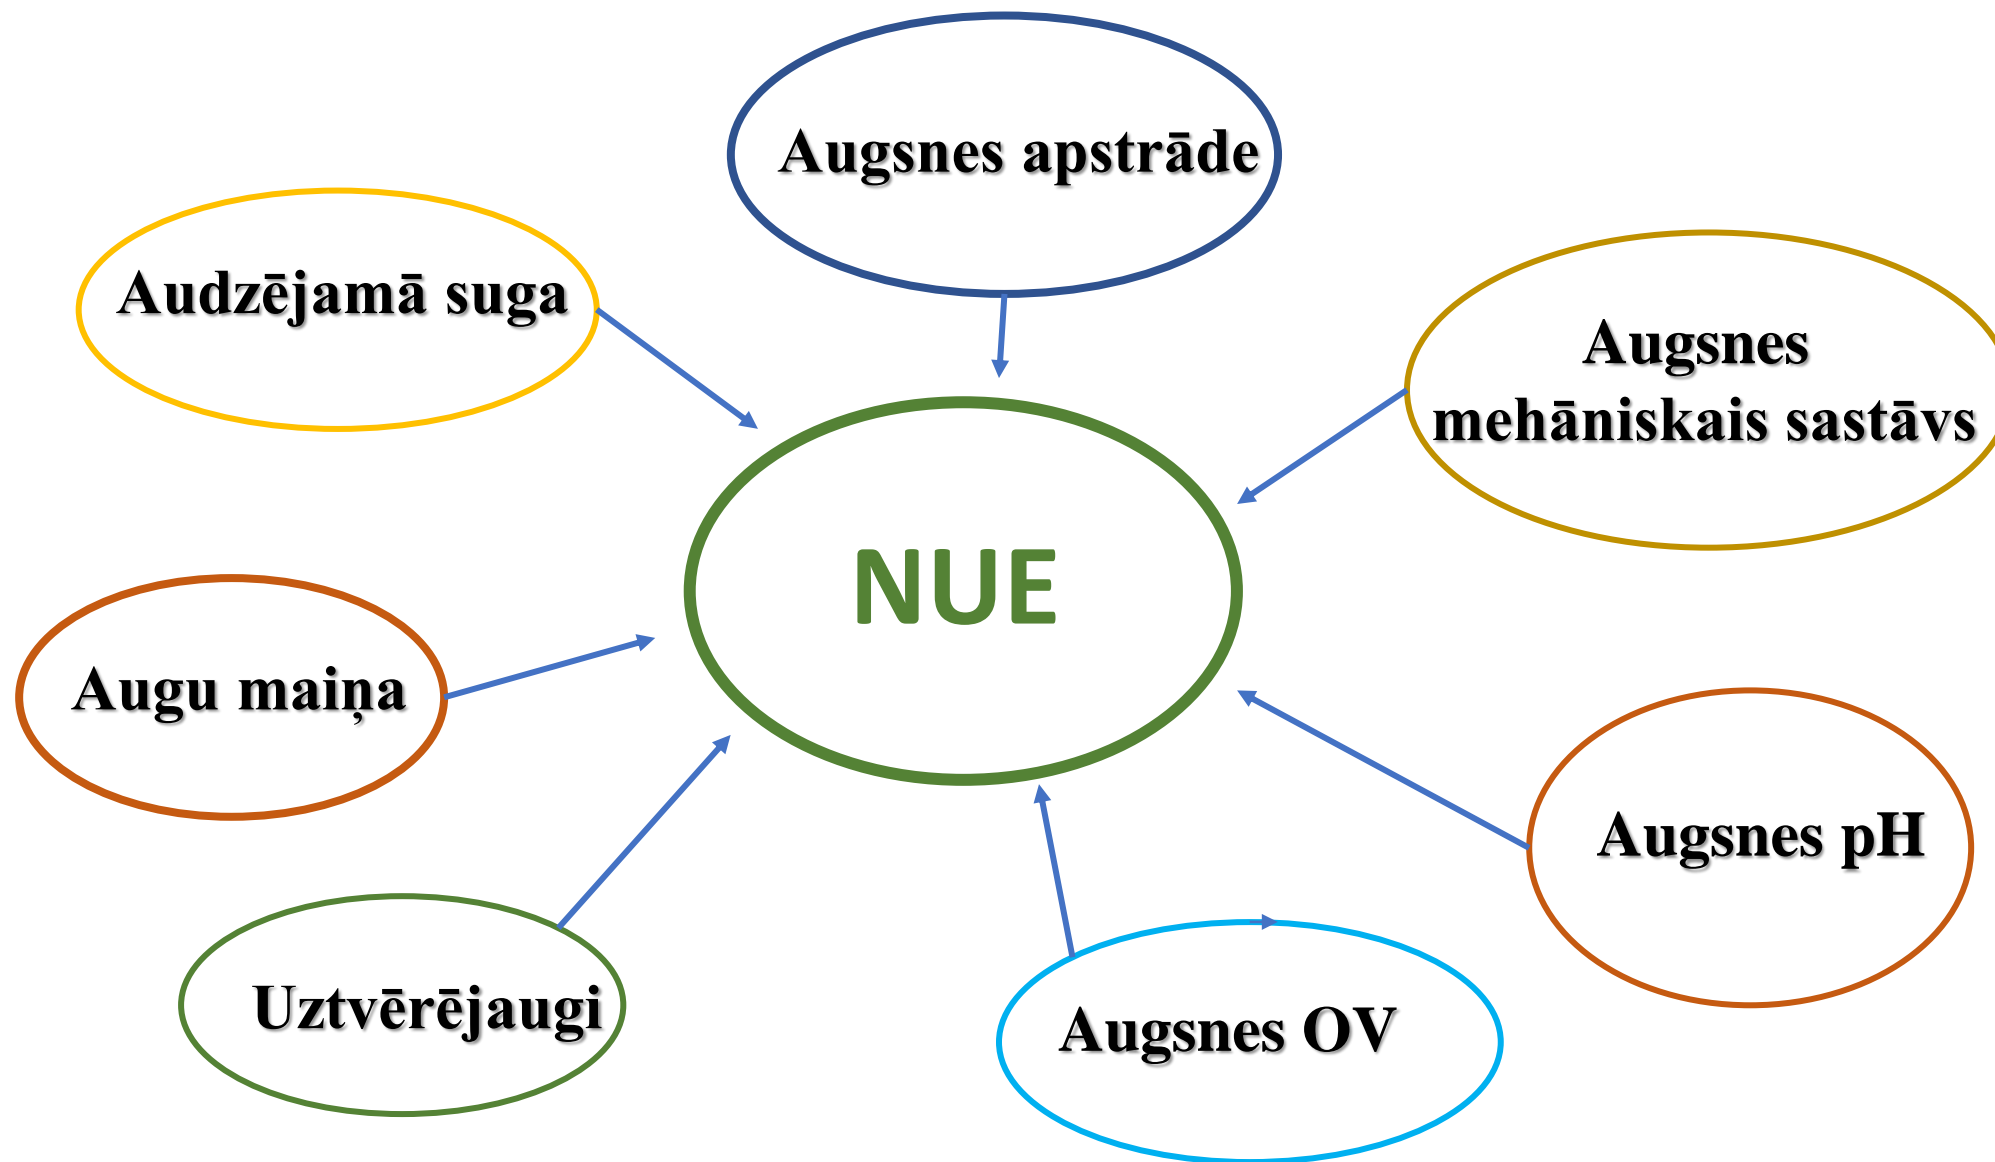 Augsnes apstrāde
Audzējamā suga
Augsnes
mehāniskais sastāvs
NUE
Augu maiņa
Augsnes pH
Uztvērējaugi
Augsnes OV